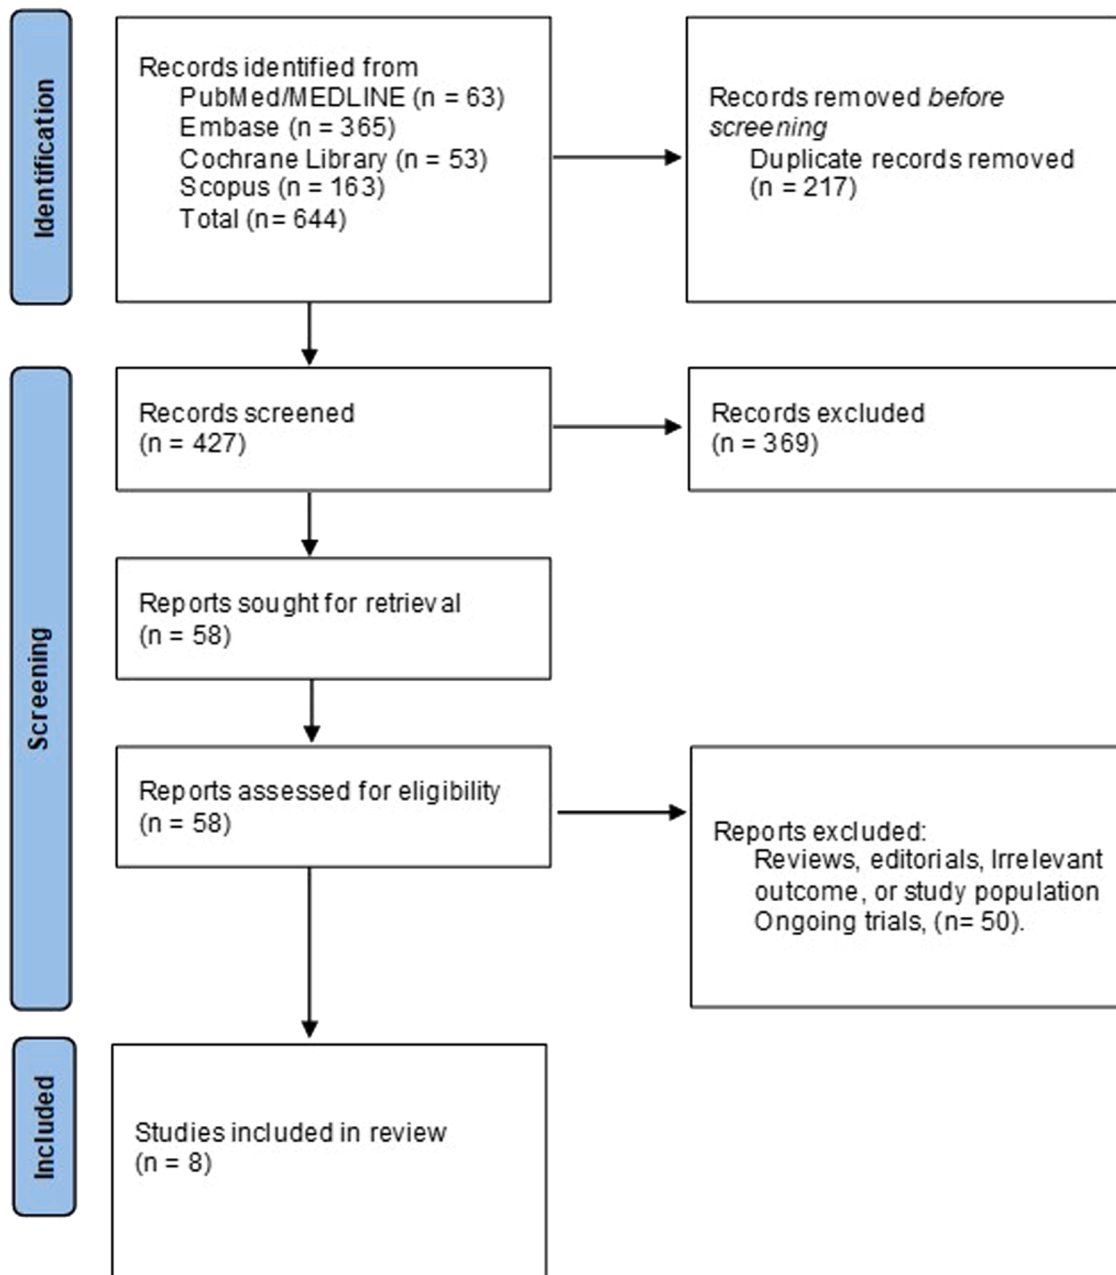 Identification
Records identified from
PubMed/MEDLINE (n = 63)
Embase (n = 365)
Cochrane Library (n = 53)
Scopus (n = 163)
Total (n= 644)
Records removed before
screening
Duplicate records removed
(n = 217)
Screening
Records screened
(n = 427)
Records excluded
(n = 369)
Reports sought for retrieval
(n = 58)
Reports assessed for eligibility
(n = 58)
Reports excluded:
Reviews, editorials, Irrelevant
outcome, or study population
Ongoing trials, (n= 50).
Included
Studies included in review
(n = 8)